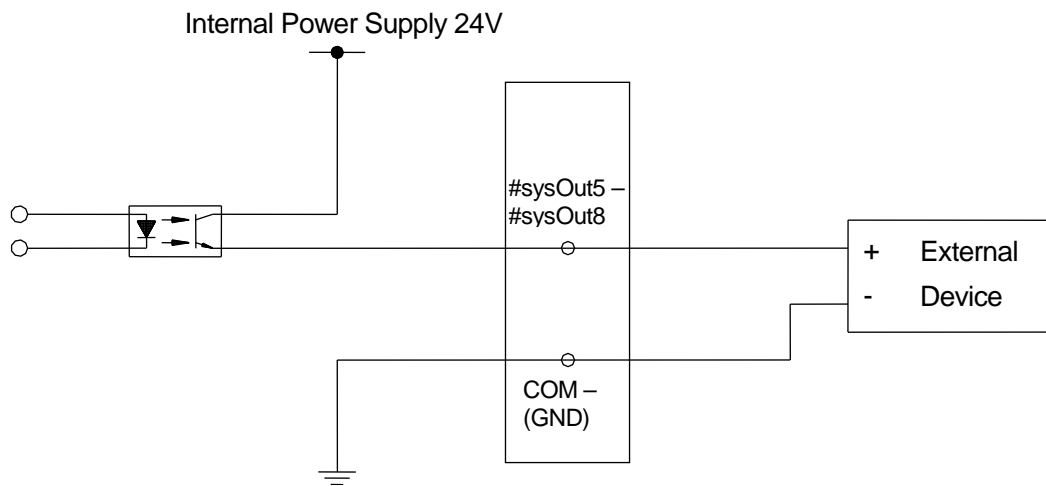 Internal Power Supply 24V
#sysOut5 –
#sysOut8
+ External
- Device
COM –
(GND)